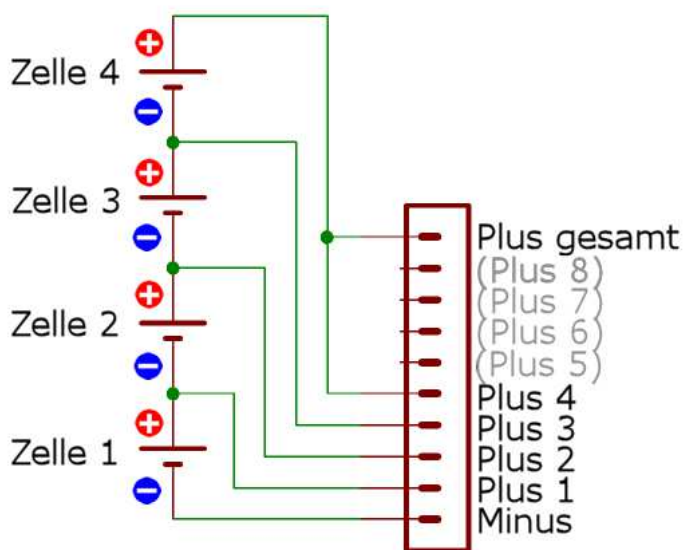 Zelle 4
Zelle 3
Zelle 2
Zelle 1
Plus gesamt
(Plus 8)
(Plus 7)
(Plus 6)
(Plus 5)
Plus 4
Plus 3
Plus 2
Plus 1
Minus